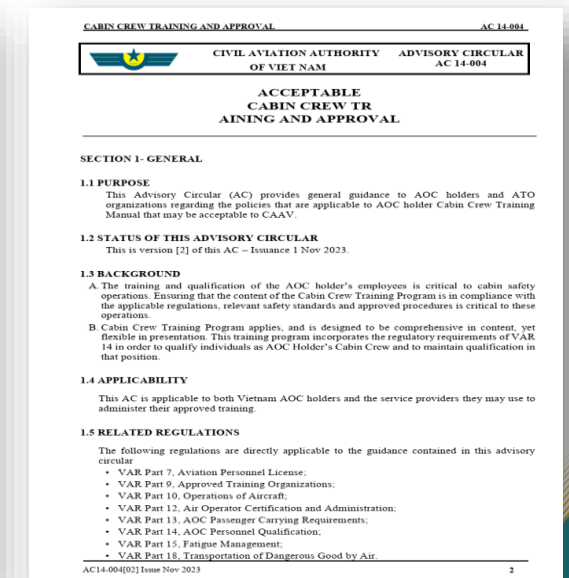 CABIN CREW TRAINING AND APPROVAL AC 14-004
CIVIL AVIATION AUTHORITY
OF VIET NAM
ADVISORY CIRCULAR
AC 14-004
ACCEPTABLE
CABIN CREW TR
AINING AND APPROVAL
SECTION 1- GENERAL
1.1 PURPOSE
This Advisory Circular (AC) provides general guidance to AOC holders and ATO
organizations regarding the policies that are applicable to AOC holder Cabin Crew Training
Manual that may be acceptable to CAAV.
1.2 STATUS OF THIS ADVISORY CIRCULAR
This is version [2] of this AC – Issuance 1 Nov 2023.
1.3 BACKGROUND
A. The training and qualification of the AOC holder's employees is critical to cabin safety
operations. Ensuring that the content of the Cabin Crew Training Program is in compliance with
the applicable regulations, relevant safety standards and approved procedures is critical to these
operations.
B. Cabin Crew Training Program applies, and is designed to be comprehensive in content, yet
flexible in presentation. This training program incorporates the regulatory requirements of VAR
14 in order to qualify individuals as AOC Holder's Cabin Crew and to maintain qualification in
that position.
1.4 APPLICABILITY
This AC is applicable to both Vietnam AOC holders and the service providers they may use to
administer their approved training.
1.5 RELATED REGULATIONS
The following regulations are directly applicable to the guidance contained in this advisory
circular
• VAR Part 7, Aviation Personnel License;
• VAR Part 9, Approved Training Organizations;
• VAR Part 10, Operations of Aircraft;
• VAR Part 12, Air Operator Certification and Administration;
• VAR Part 13, AOC Passenger Carrying Requirements;
• VAR Part 14, AOC Personnel Qualification;
• VAR Part 15, Fatigue Management;
• VAR Part 18, Transportation of Dangerous Good by Air.
AC14-004[02] Issue Nov 2023 2